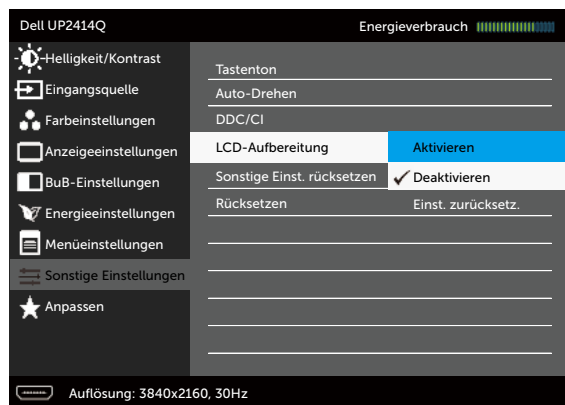 Dell UP2414Q Energieverbrauch
Helligkeit/Kontrast
Eingangsquelle
Farbeinstellungen
Anzeigeeinstellungen
BuB-Einstellungen
Energieeinstellungen
Menüeinstellungen
Sonstige Einstellungen
Anpassen
Tastenton
Auto-Drehen
DDC/CI
LCD-Aufbereitung Aktivieren
Sonstige Einst. rücksetzen Deaktivieren
Rücksetzen Einst. zurücksetz.
Auflösung: 3840x2160, 30Hz